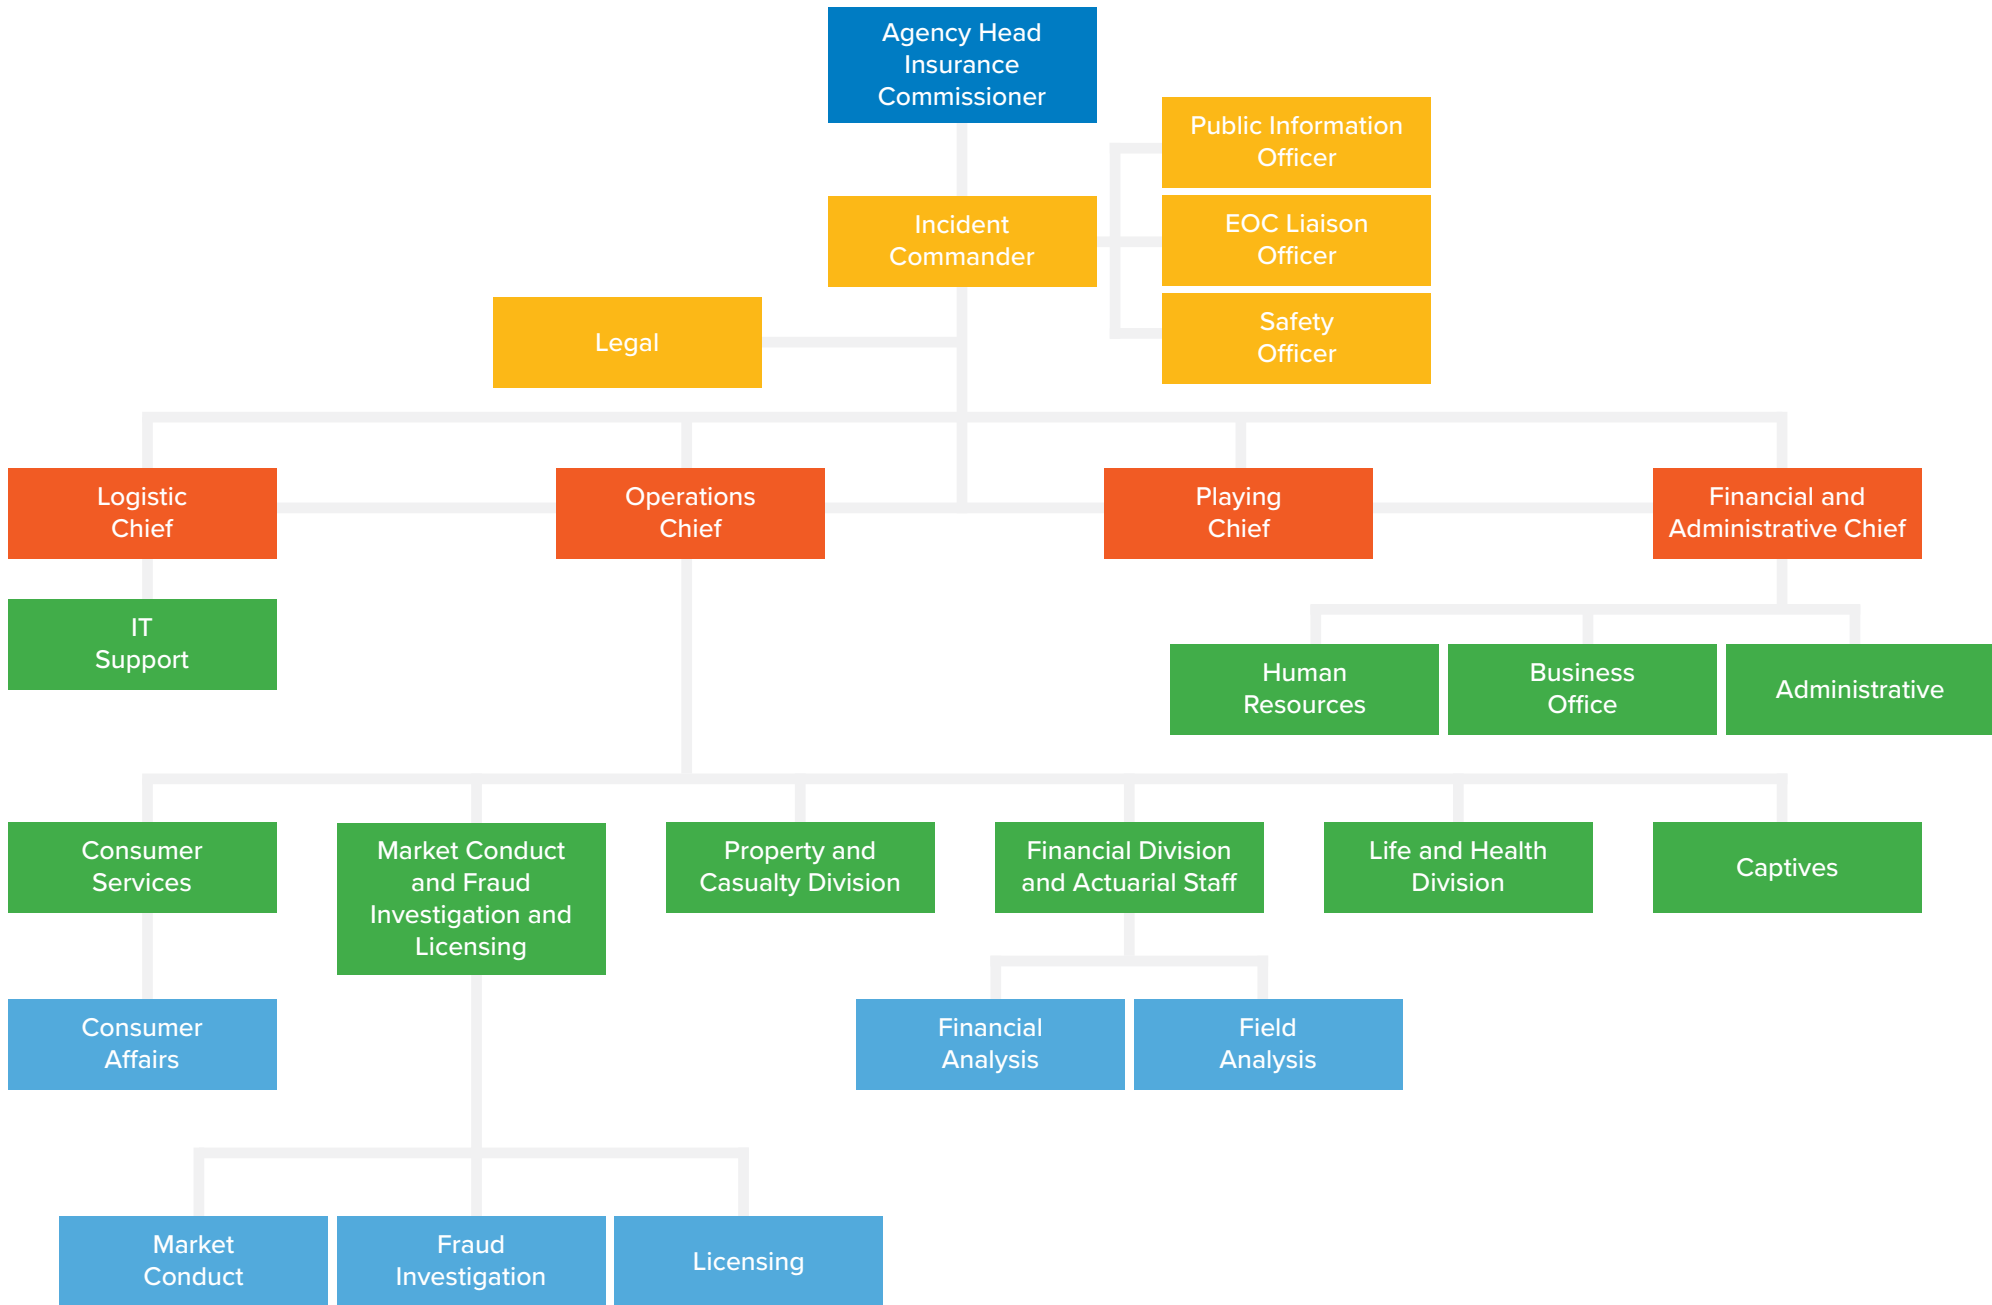 Agency Head
Insurance
Commissioner
Public Information
Officer
Incident
Commander
EOC Liaison
Officer
Safety
Officer
Legal
Logistic
Chief
Operations
Chief
Playing
Chief
Financial and
Administrative Chief
IT
Support
Human
Resources
Business
Office
Administrative
Consumer
Services
Market Conduct
and Fraud
Investigation and
Licensing
Property and
Casualty Division
Financial Division
and Actuarial Staff
Life and Health
Division
Captives
Consumer
Affairs
Financial
Analysis
Field
Analysis
Market
Conduct
Fraud
Investigation
Licensing